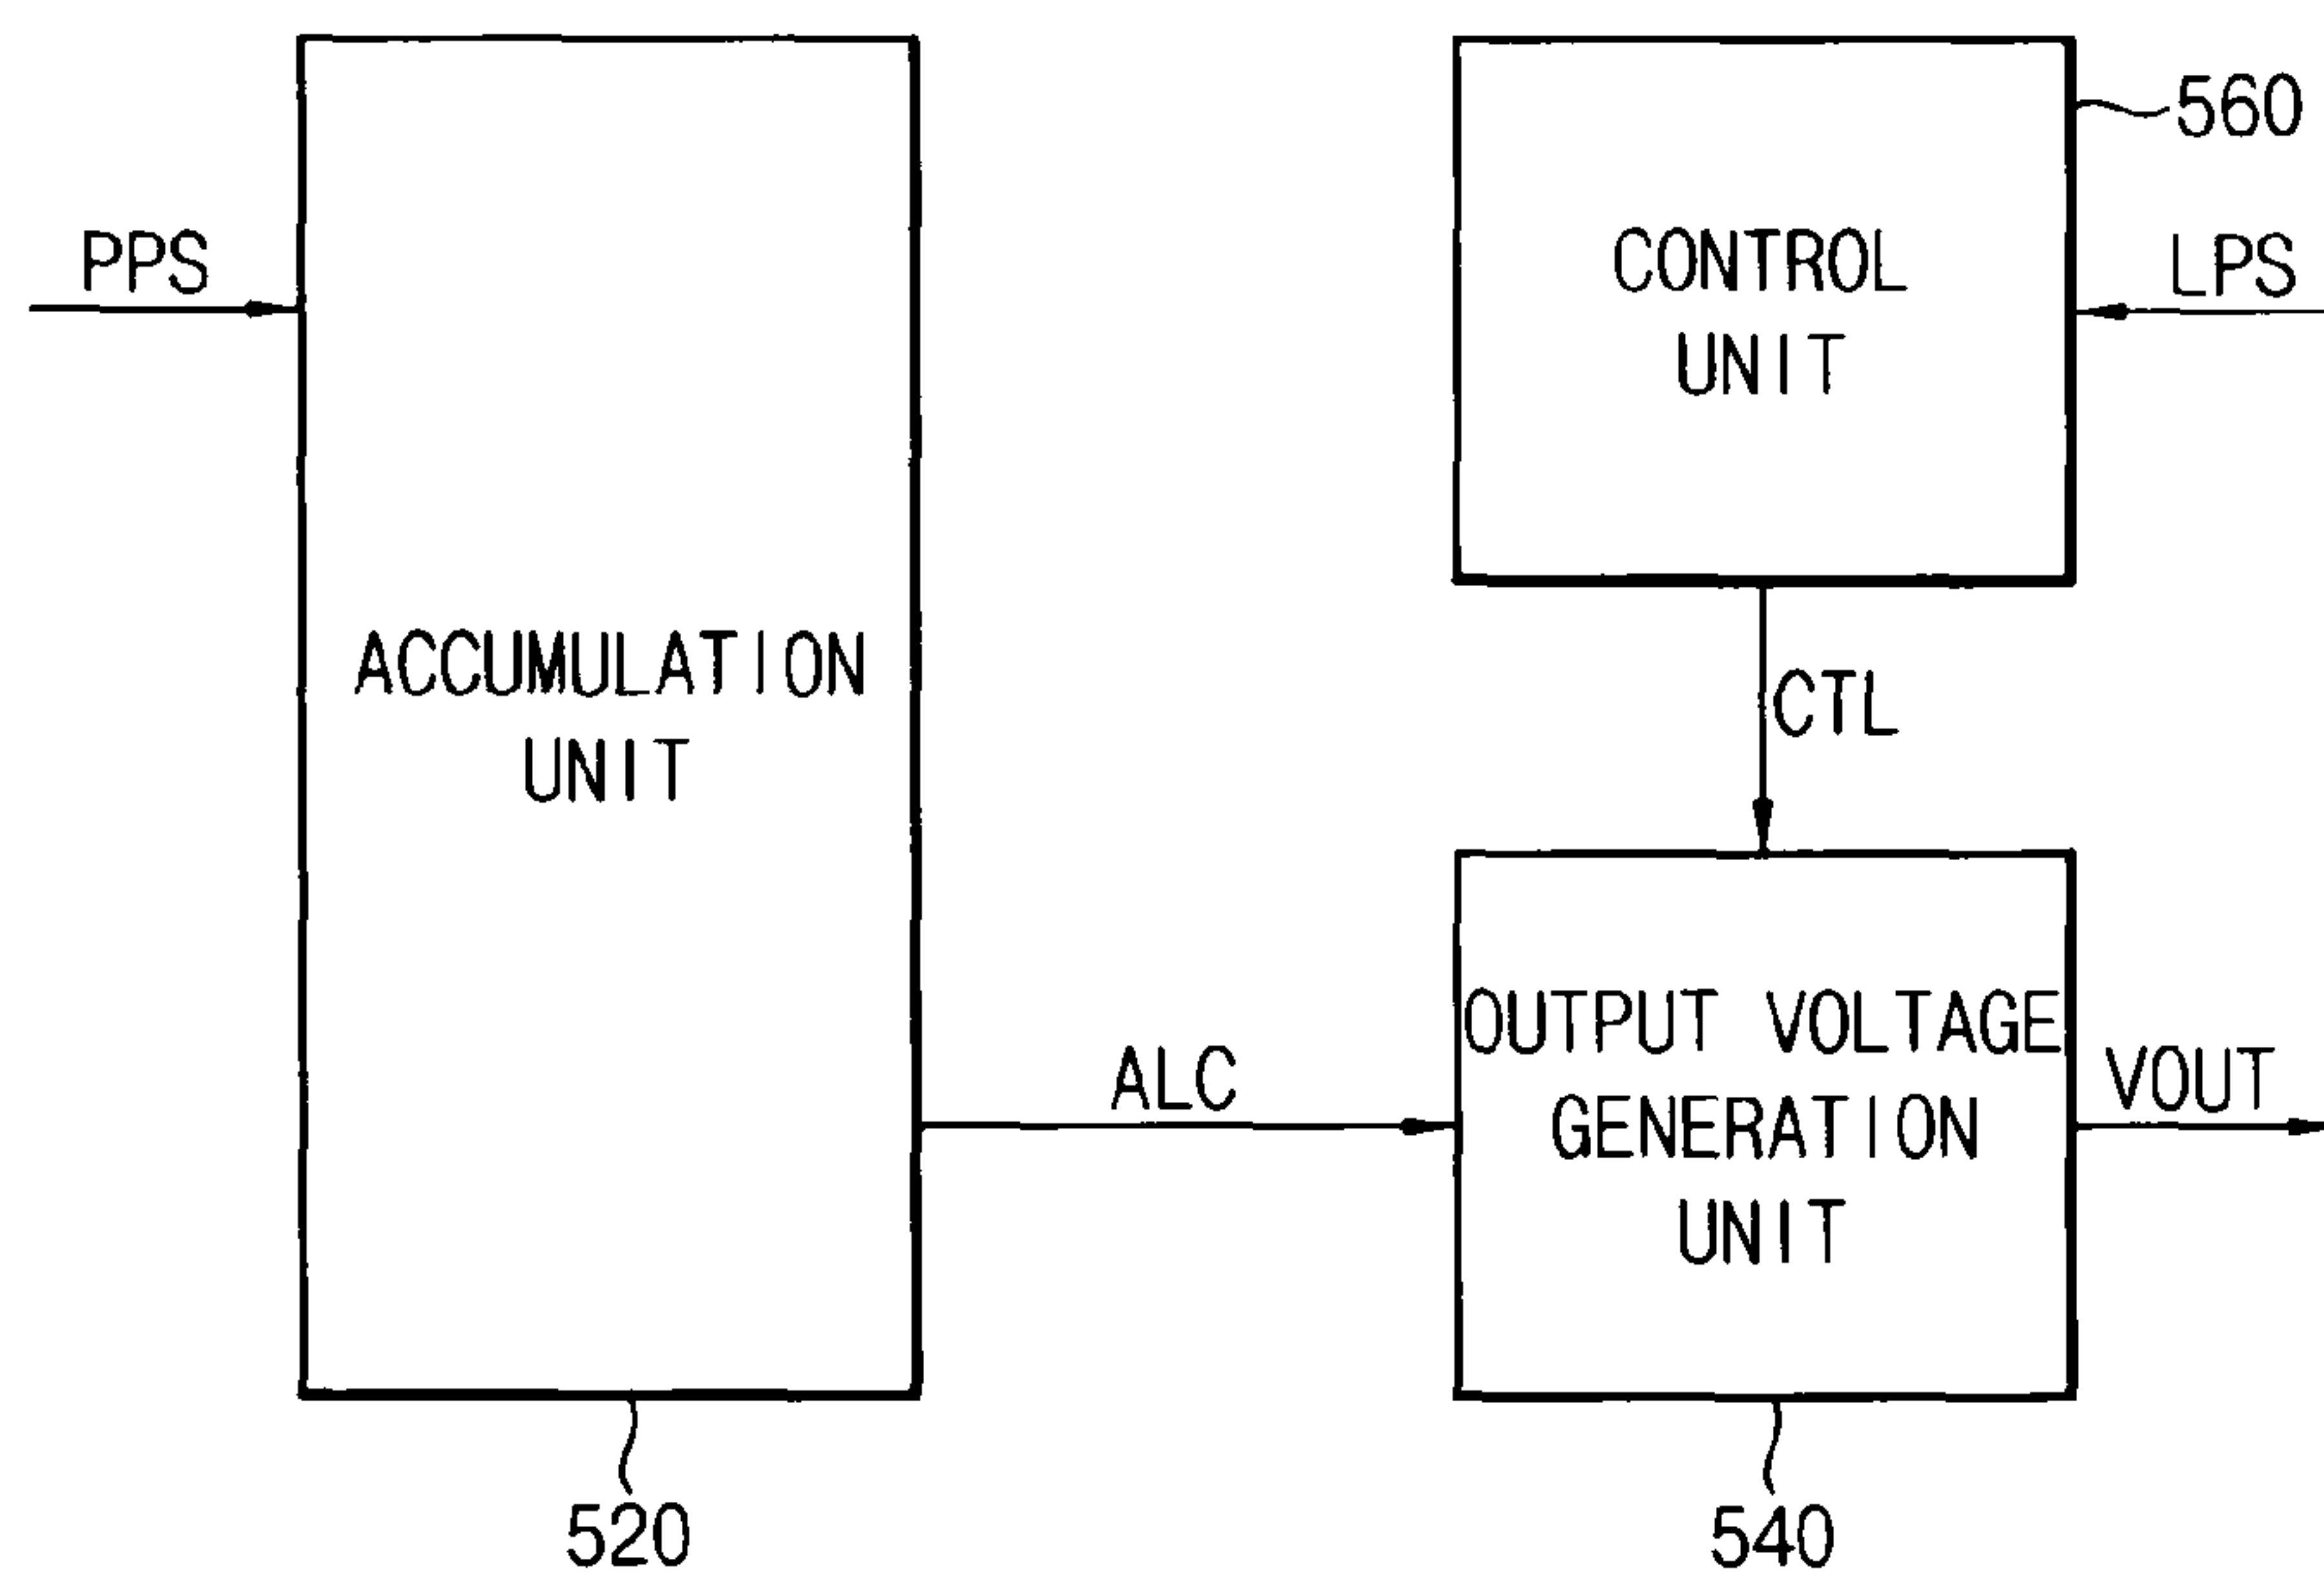 560
PPS
CONTROL
UNIT
LPS
ACCUMULATION
UNIT
CTL
ALC
OUTPUT VOLTAGE
GENERATION
UNIT
VOUT
520
540